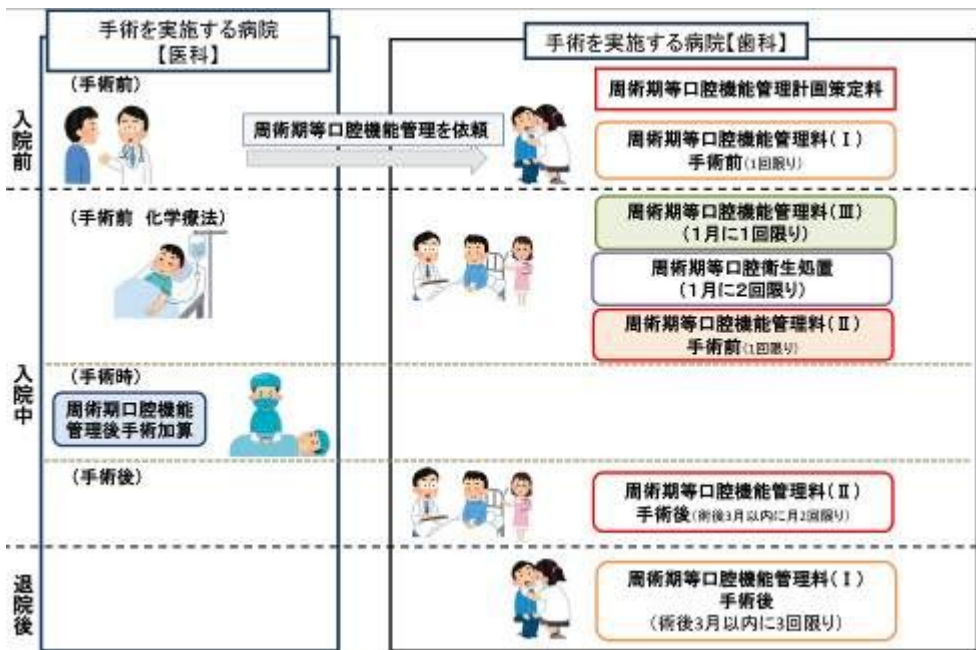 手術を実施する病院
【医科】
手術を実施する病院【歯科】
入院前
(手術前)
周術期等口腔機能管理を依頼
周術期等口腔機能管理計画策定料
周術期等口腔機能管理料(Ⅰ)
手術前(1回限り)
入院中
(手術前 化学療法)
周術期等口腔機能管理料(Ⅲ)
(1月に1回限り)
周術期等口腔衛生処置
(1月に2回限り)
周術期等口腔機能管理料(Ⅱ)
手術前(1回限り)
(手術時)
周術期口腔機能
管理後手術加算
(手術後)
周術期等口腔機能管理料(Ⅱ)
手術後(術後3月以内に月2回限り)
退院後
周術期等口腔機能管理料(Ⅰ)
手術後
(術後3月以内に3回限り)